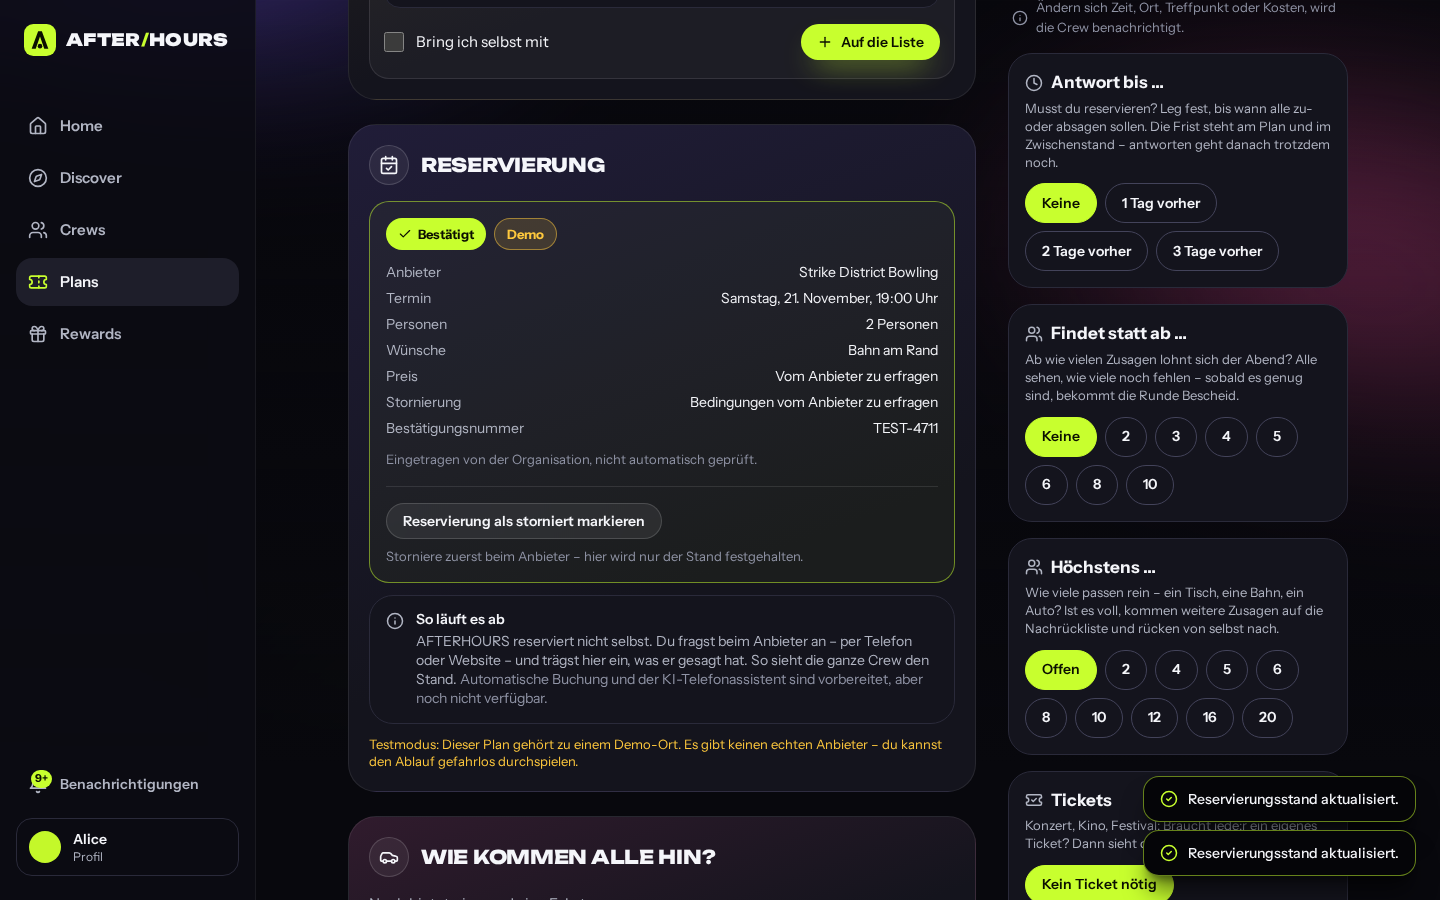 AFTER/HOURS
Home
Discover
Crews
Plans
Rewards
9+
Benachrichtigungen
Alice
Profil
Bring ich selbst mit
Auf die Liste
RESERVIERUNG
Bestätigt
Demo
Anbieter
Strike District Bowling
Termin
Samstag, 21. November, 19:00 Uhr
Personen
2 Personen
Wünsche
Bahn am Rand
Preis
Vom Anbieter zu erfragen
Stornierung
Bedingungen vom Anbieter zu erfragen
Bestätigungsnummer
TEST-4711
Eingetragen von der Organisation, nicht automatisch geprüft.
Reservierung als storniert markieren
Storniere zuerst beim Anbieter – hier wird nur der Stand festgehalten.
So läuft es ab
AFTERHOURS reserviert nicht selbst. Du fragst beim Anbieter an – per Telefon
oder Website – und trägst hier ein, was er gesagt hat. So sieht die ganze Crew den
Stand. Automatische Buchung und der KI-Telefonassistent sind vorbereitet, aber
noch nicht verfügbar.
Testmodus: Dieser Plan gehört zu einem Demo-Ort. Es gibt keinen echten Anbieter – du kannst
den Ablauf gefahrlos durchspielen.
WIE KOMMEN ALLE HIN?
Ändern sich Zeit, Ort, Treffpunkt oder Kosten, wird
die Crew benachrichtigt.
Antwort bis ...
Musst du reservieren? Leg fest, bis wann alle zu-
oder absagen sollen. Die Frist steht am Plan und im
Zwischenstand – antworten geht danach trotzdem
noch.
Keine
1 Tag vorher
2 Tage vorher
3 Tage vorher
Findet statt ab ...
Ab wie vielen Zusagen lohnt sich der Abend? Alle
sehen, wie viele noch fehlen – sobald es genug
sind, bekommt die Runde Bescheid.
Keine
2
3
4
5
6
8
10
Höchstens ...
Wie viele passen rein – ein Tisch, eine Bahn, ein
Auto? Ist es voll, kommen weitere Zusagen auf die
Nachrückliste und rücken von selbst nach.
Offen
2
4
5
6
8
10
12
16
20
Tickets
Konzert, Kino, Festival: Braucht jede:r ein eigenes
Ticket? Dann sieht
Kein Ticket nötig
Reservierungsstand aktualisiert.
Reservierungsstand aktualisiert.